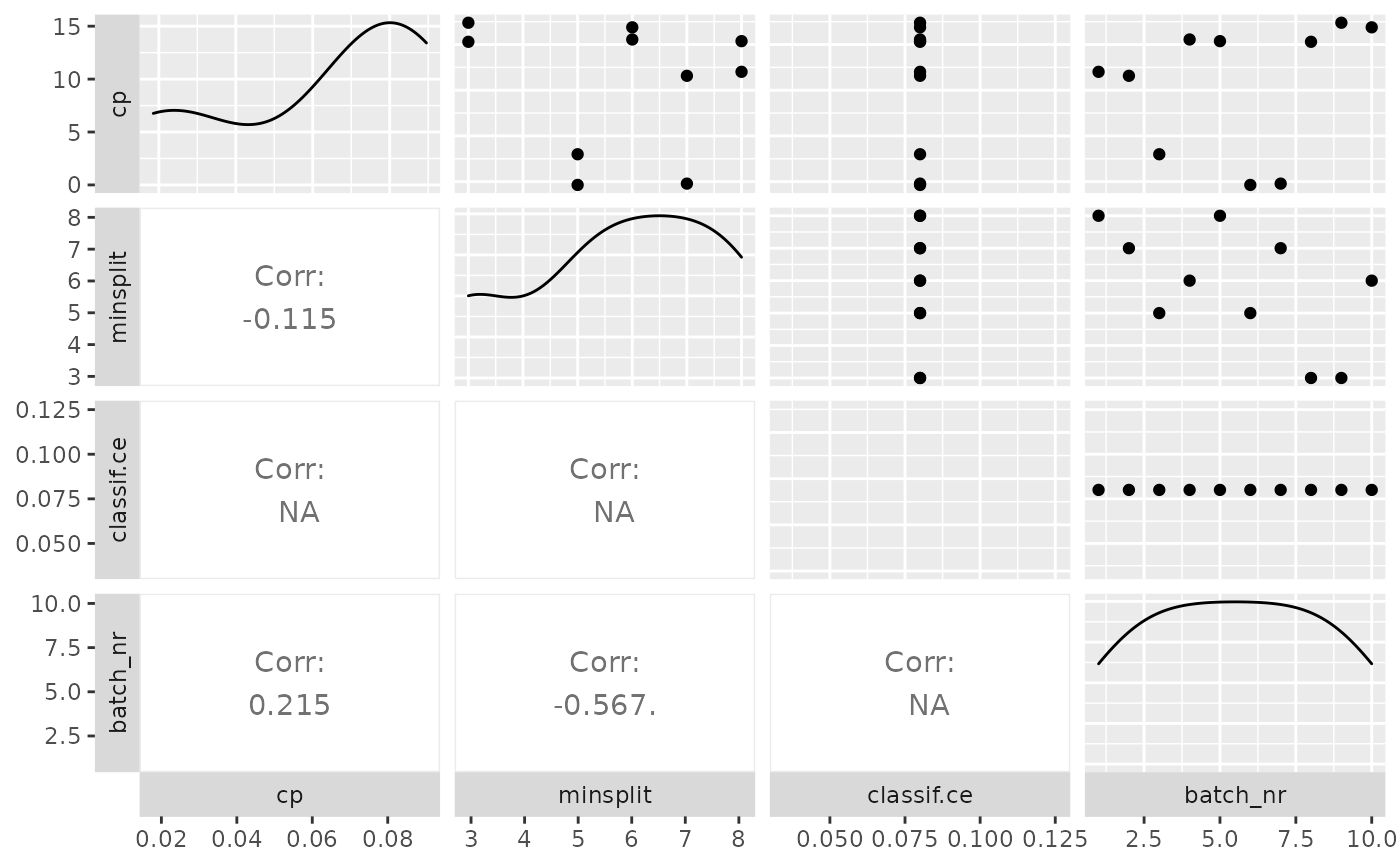 15
10
5
0
cp
8
7
6
5
4
3
minsplit
Corr:
-0.115
0.125
0.100
0.075
0.050
classif.ce
Corr:
NA
Corr:
NA
10.0
7.5
5.0
2.5
batch_nr
Corr:
0.215
Corr:
-0.567.
Corr:
NA
cp
minsplit
classif.ce
batch_nr
0.02 0.04 0.06 0.08
3 4 5 6 7 8
0.050 0.075 0.100 0.125
2.5 5.0 7.5 10.0